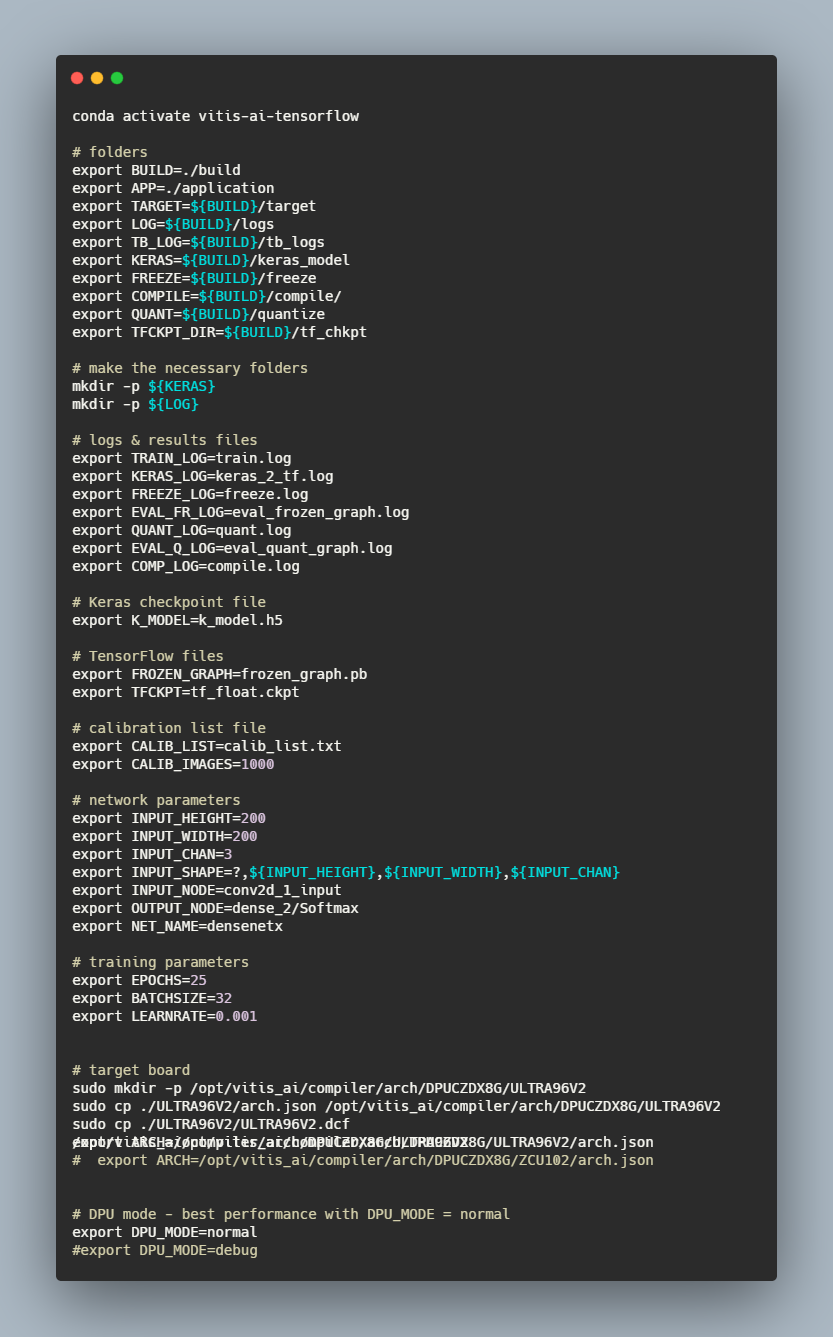 conda activate vitis-ai-tensorflow
# folders
export BUILD=./build
export APP=./application
export TARGET=${BUILD}/target
export LOG=${BUILD}/logs
export TB_LOG=${BUILD}/tb_logs
export KERAS=${BUILD}/keras_model
export FREEZE=${BUILD}/freeze
export COMPILE=${BUILD}/compile/
export QUANT=${BUILD}/quantize
export TFCKPT_DIR=${BUILD}/tf_chkpt
# make the necessary folders
mkdir -p ${KERAS}
mkdir -p ${LOG}
# logs & results files
export TRAIN_LOG=train.log
export KERAS_LOG=keras_2_tf.log
export FREEZE_LOG=freeze.log
export EVAL_FR_LOG=eval_frozen_graph.log
export QUANT_LOG=quant.log
export EVAL_Q_LOG=eval_quant_graph.log
export COMP_LOG=compile.log
# Keras checkpoint file
export K_MODEL=k_model.h5
# TensorFlow files
export FROZEN_GRAPH=frozen_graph.pb
export TFCKPT=tf_float.ckpt
# calibration list file
export CALIB_LIST=calib_list.txt
export CALIB_IMAGES=1000
# network parameters
export INPUT_HEIGHT=200
export INPUT_WIDTH=200
export INPUT_CHAN=3
export INPUT_SHAPE=?,${INPUT_HEIGHT},${INPUT_WIDTH},${INPUT_CHAN}
export INPUT_NODE=conv2d_1_input
export OUTPUT_NODE=dense_2/Softmax
export NET_NAME=densenetx
# training parameters
export EPOCHS=25
export BATCHSIZE=32
export LEARNRATE=0.001
# target board
sudo mkdir -p /opt/vitis_ai/compiler/arch/DPUCZDX8G/ULTRA96V2
sudo cp ./ULTRA96V2/arch.json /opt/vitis_ai/compiler/arch/DPUCZDX8G/ULTRA96V2
sudo cp ./ULTRA96V2/ULTRA96V2.dcf
/opt/vitis_ai/compiler/arch/DPUCZDX8G/ULTRA96V2
export ARCH=/opt/vitis_ai/compiler/arch/DPUCZDX8G/ULTRA96V2/arch.json
#  export ARCH=/opt/vitis_ai/compiler/arch/DPUCZDX8G/ZCU102/arch.json
# DPU mode - best performance with DPU_MODE = normal
export DPU_MODE=normal
#export DPU_MODE=debug